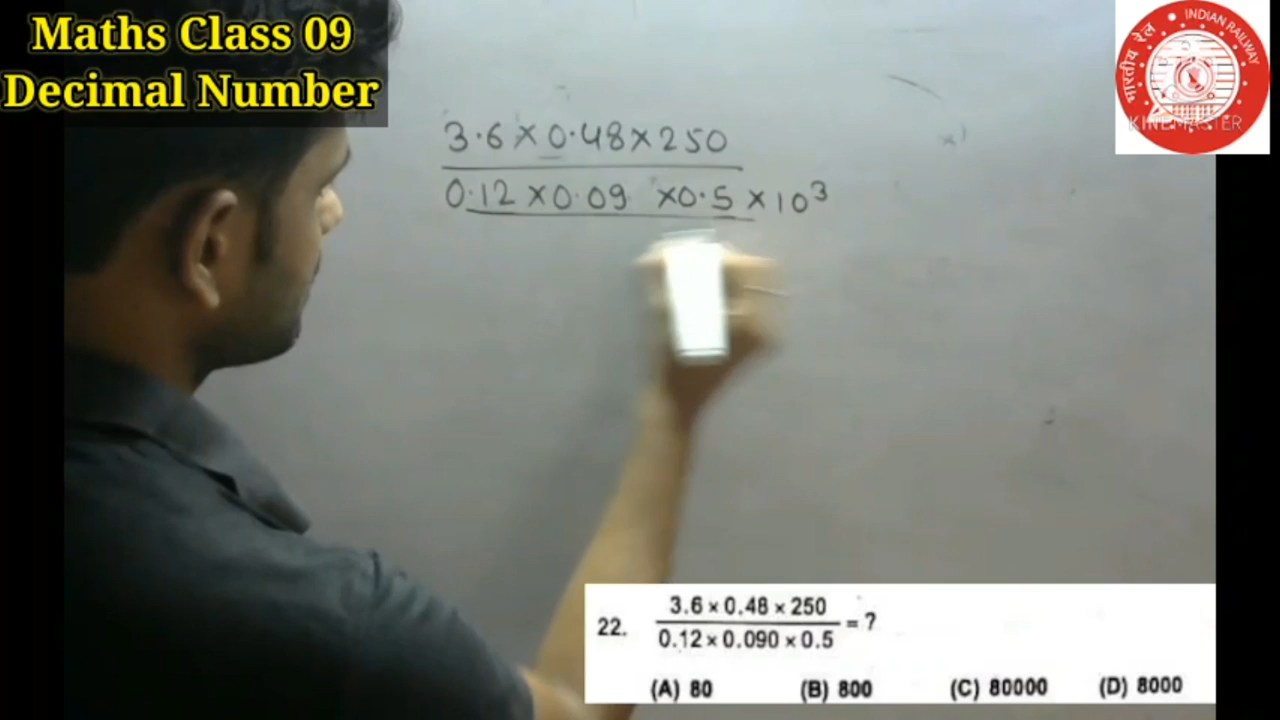 Maths Class 09
Decimal Number
भारतीय रेल • INDIAN RAILWAY
KINEMASTER
3.6 × 0.48 × 250
0.12 × 0.09 × 0.5 × 10³
22. 3.6 × 0.48 × 250
0.12 × 0.090 × 0.5 = ?
(A) 80 (B) 800 (C) 80000 (D) 8000